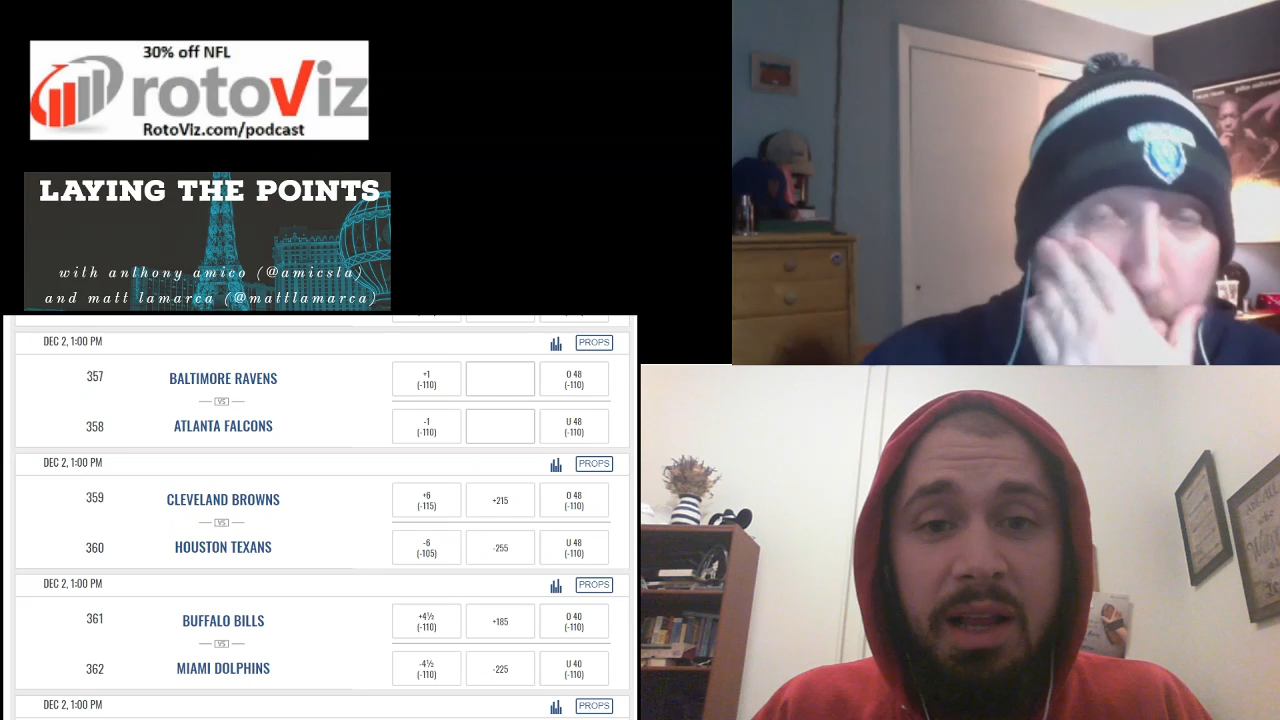 30% off NFL
rotoViz
RotoViz.com/podcast
LAYING THE POINTS
with anthony amico (@amicsta)
and matt lamarca (@mattlamarca)
DEC 2, 1:00 PM PROPS
357 BALTIMORE RAVENS +1 (-110) O 48 (-110)
VS
358 ATLANTA FALCONS -1 (-110) U 48 (-110)
DEC 2, 1:00 PM PROPS
359 CLEVELAND BROWNS +6 (-115) +215 O 48 (-110)
VS
360 HOUSTON TEXANS -6 (-105) -255 U 48 (-110)
DEC 2, 1:00 PM PROPS
361 BUFFALO BILLS +4½ (-110) +185 O 40 (-110)
VS
362 MIAMI DOLPHINS -4½ (-110) -225 U 40 (-110)
DEC 2, 1:00 PM PROPS